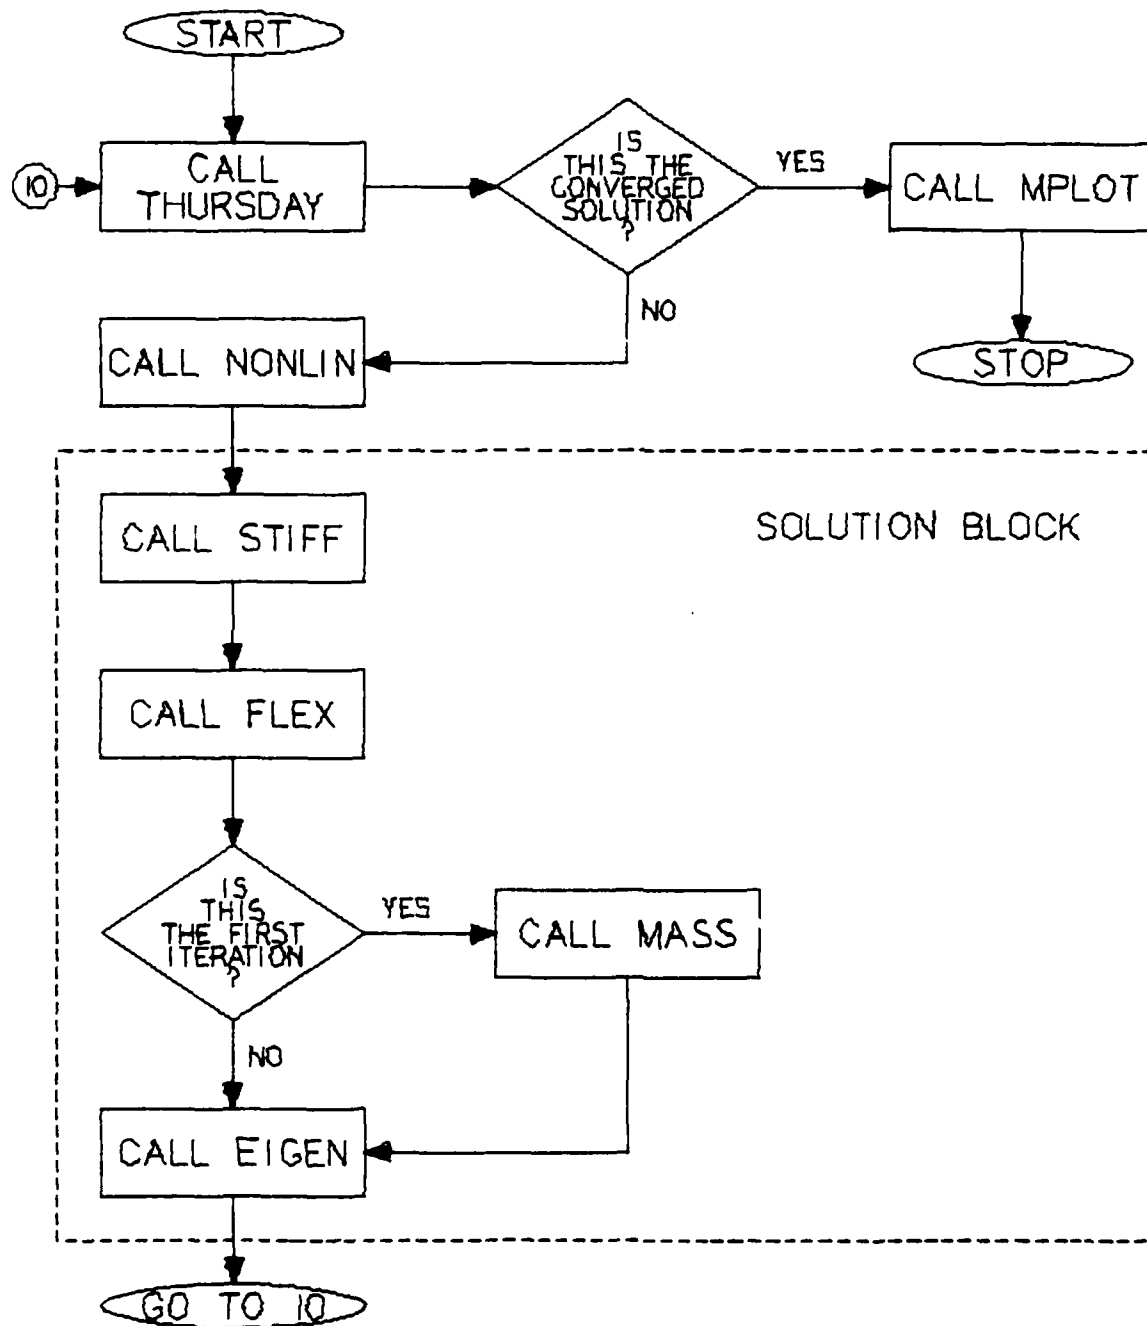 START
10
CALL
THURSDAY
IS
THIS THE
CONVERGED
SOLUTION
?
YES
CALL MPLOT
NO
STOP
CALL NONLIN
SOLUTION BLOCK
CALL STIFF
CALL FLEX
IS
THIS
THE FIRST
ITERATION
?
YES
CALL MASS
NO
CALL EIGEN
GO TO 10